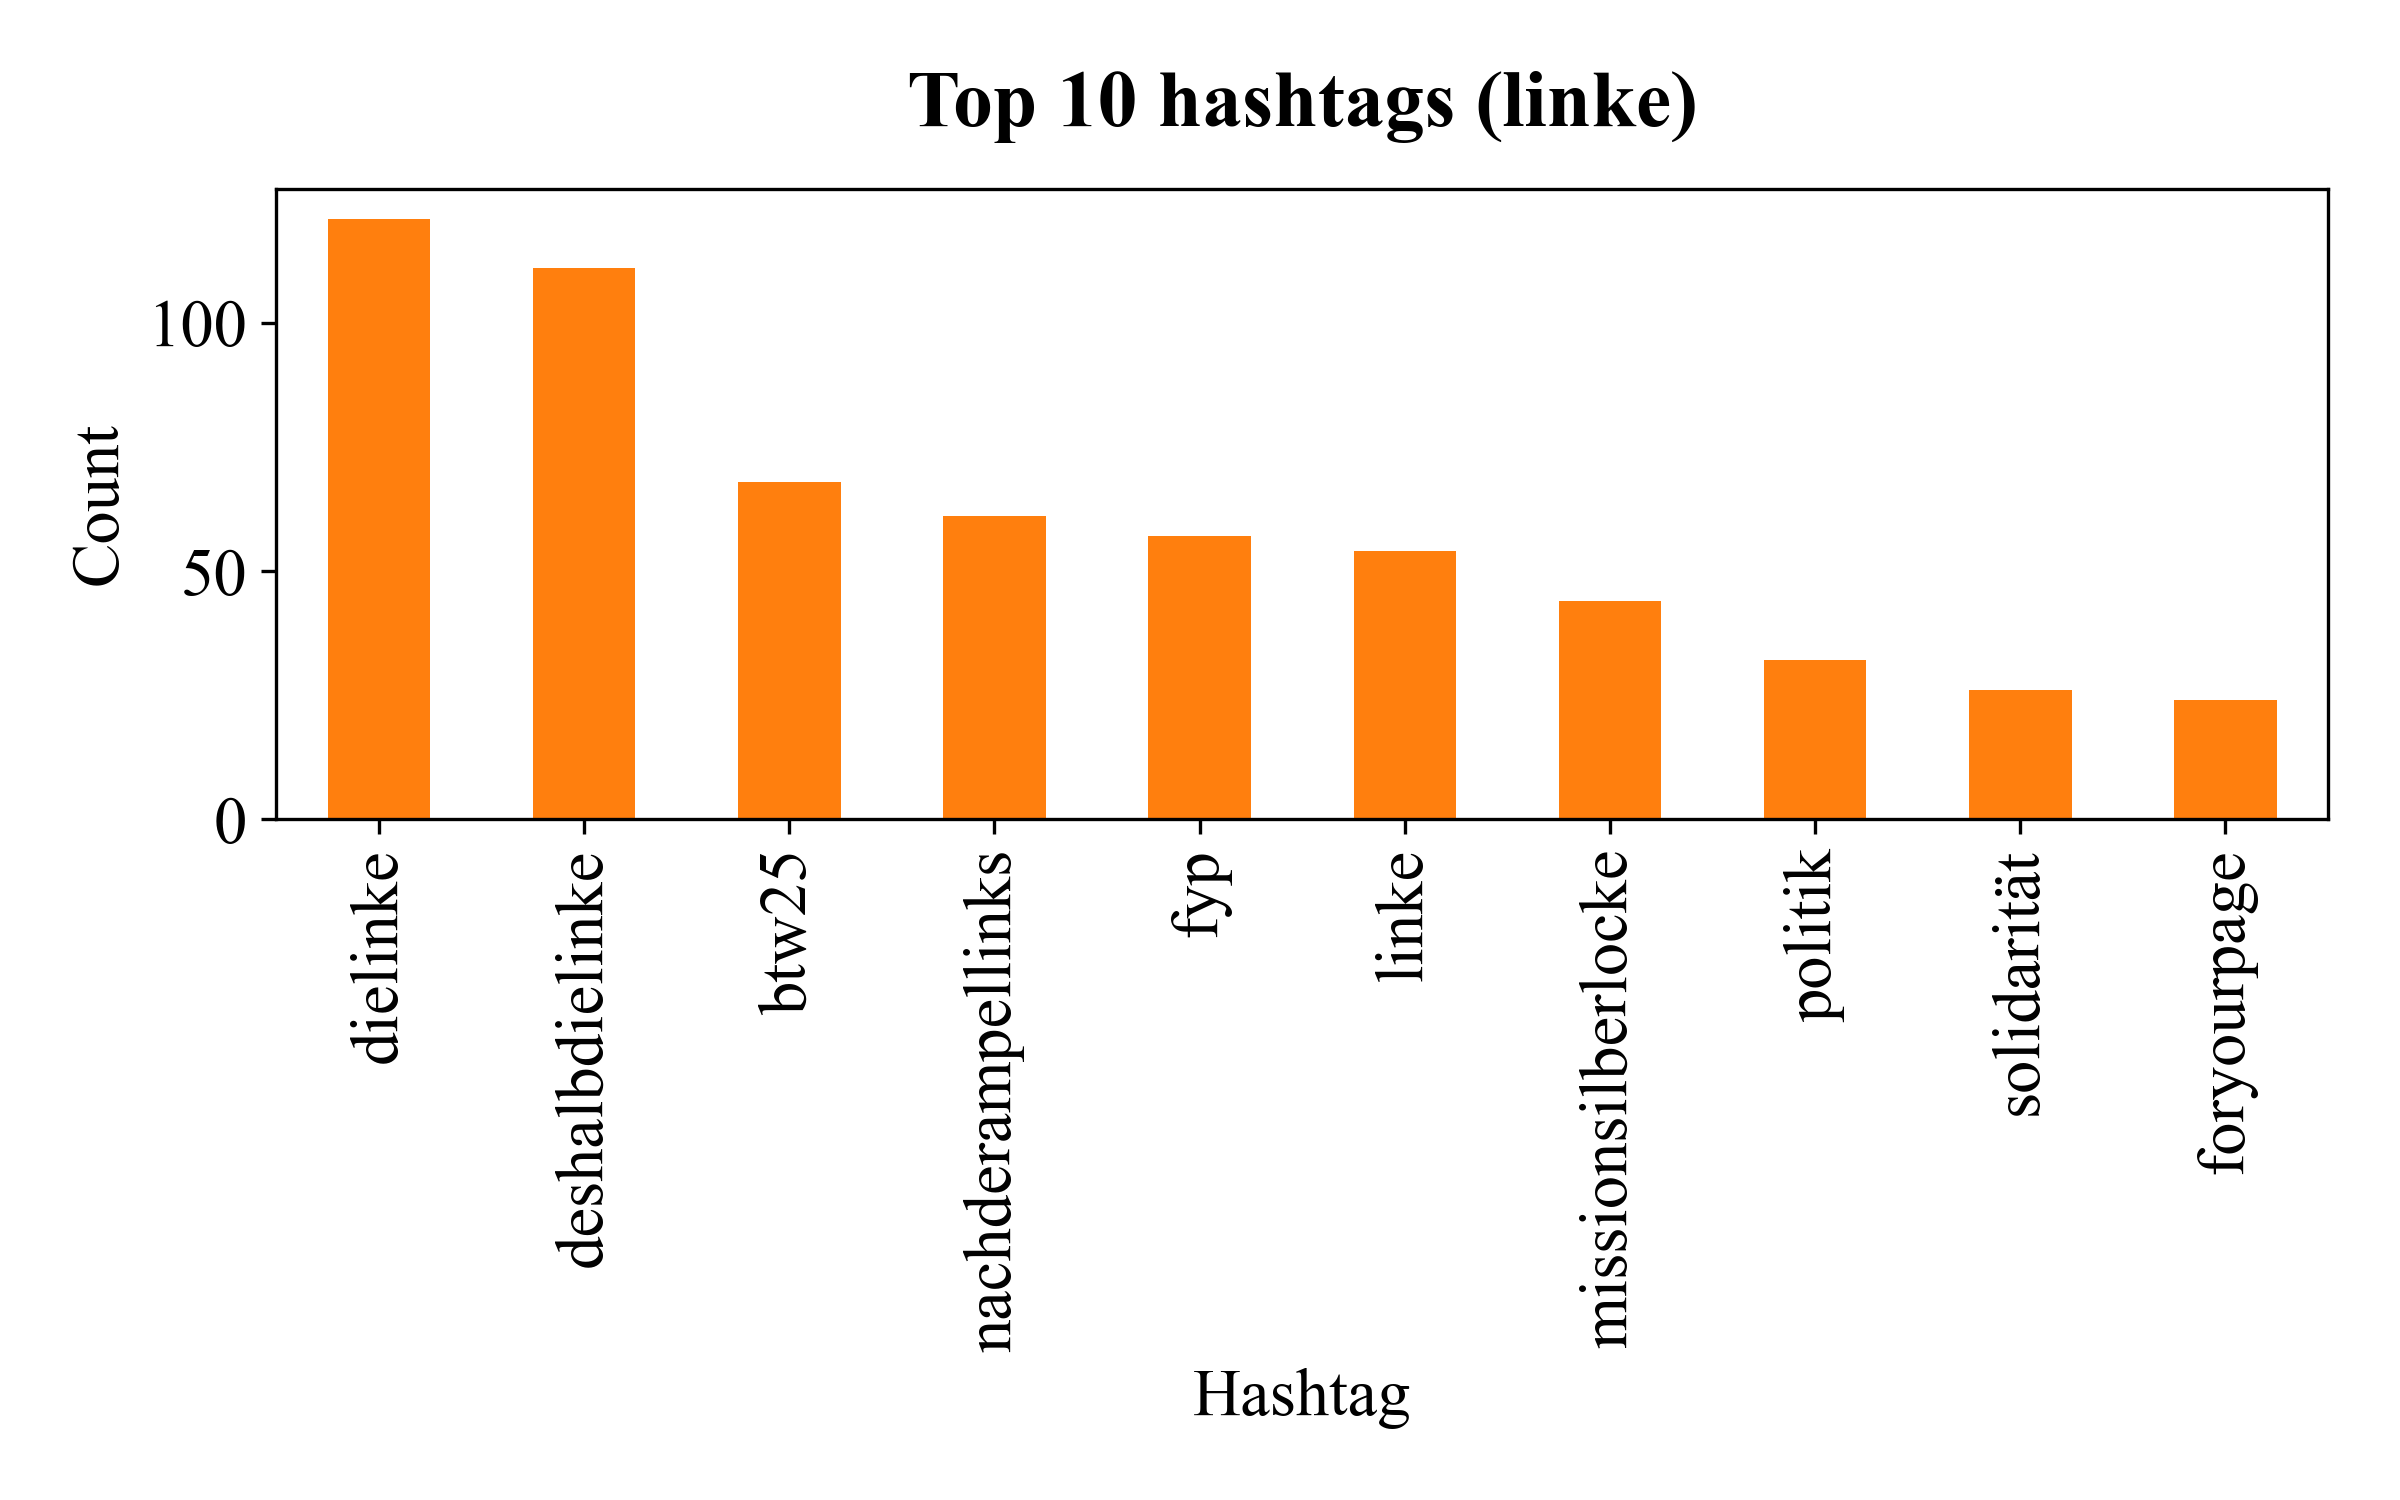 Top 10 hashtags (linke)
Count
100
50
0
dielinke
deshalbdielinke
btw25
nachderampellinks
fyp
linke
missionsilberlocke
politik
solidarität
foryourpage
Hashtag